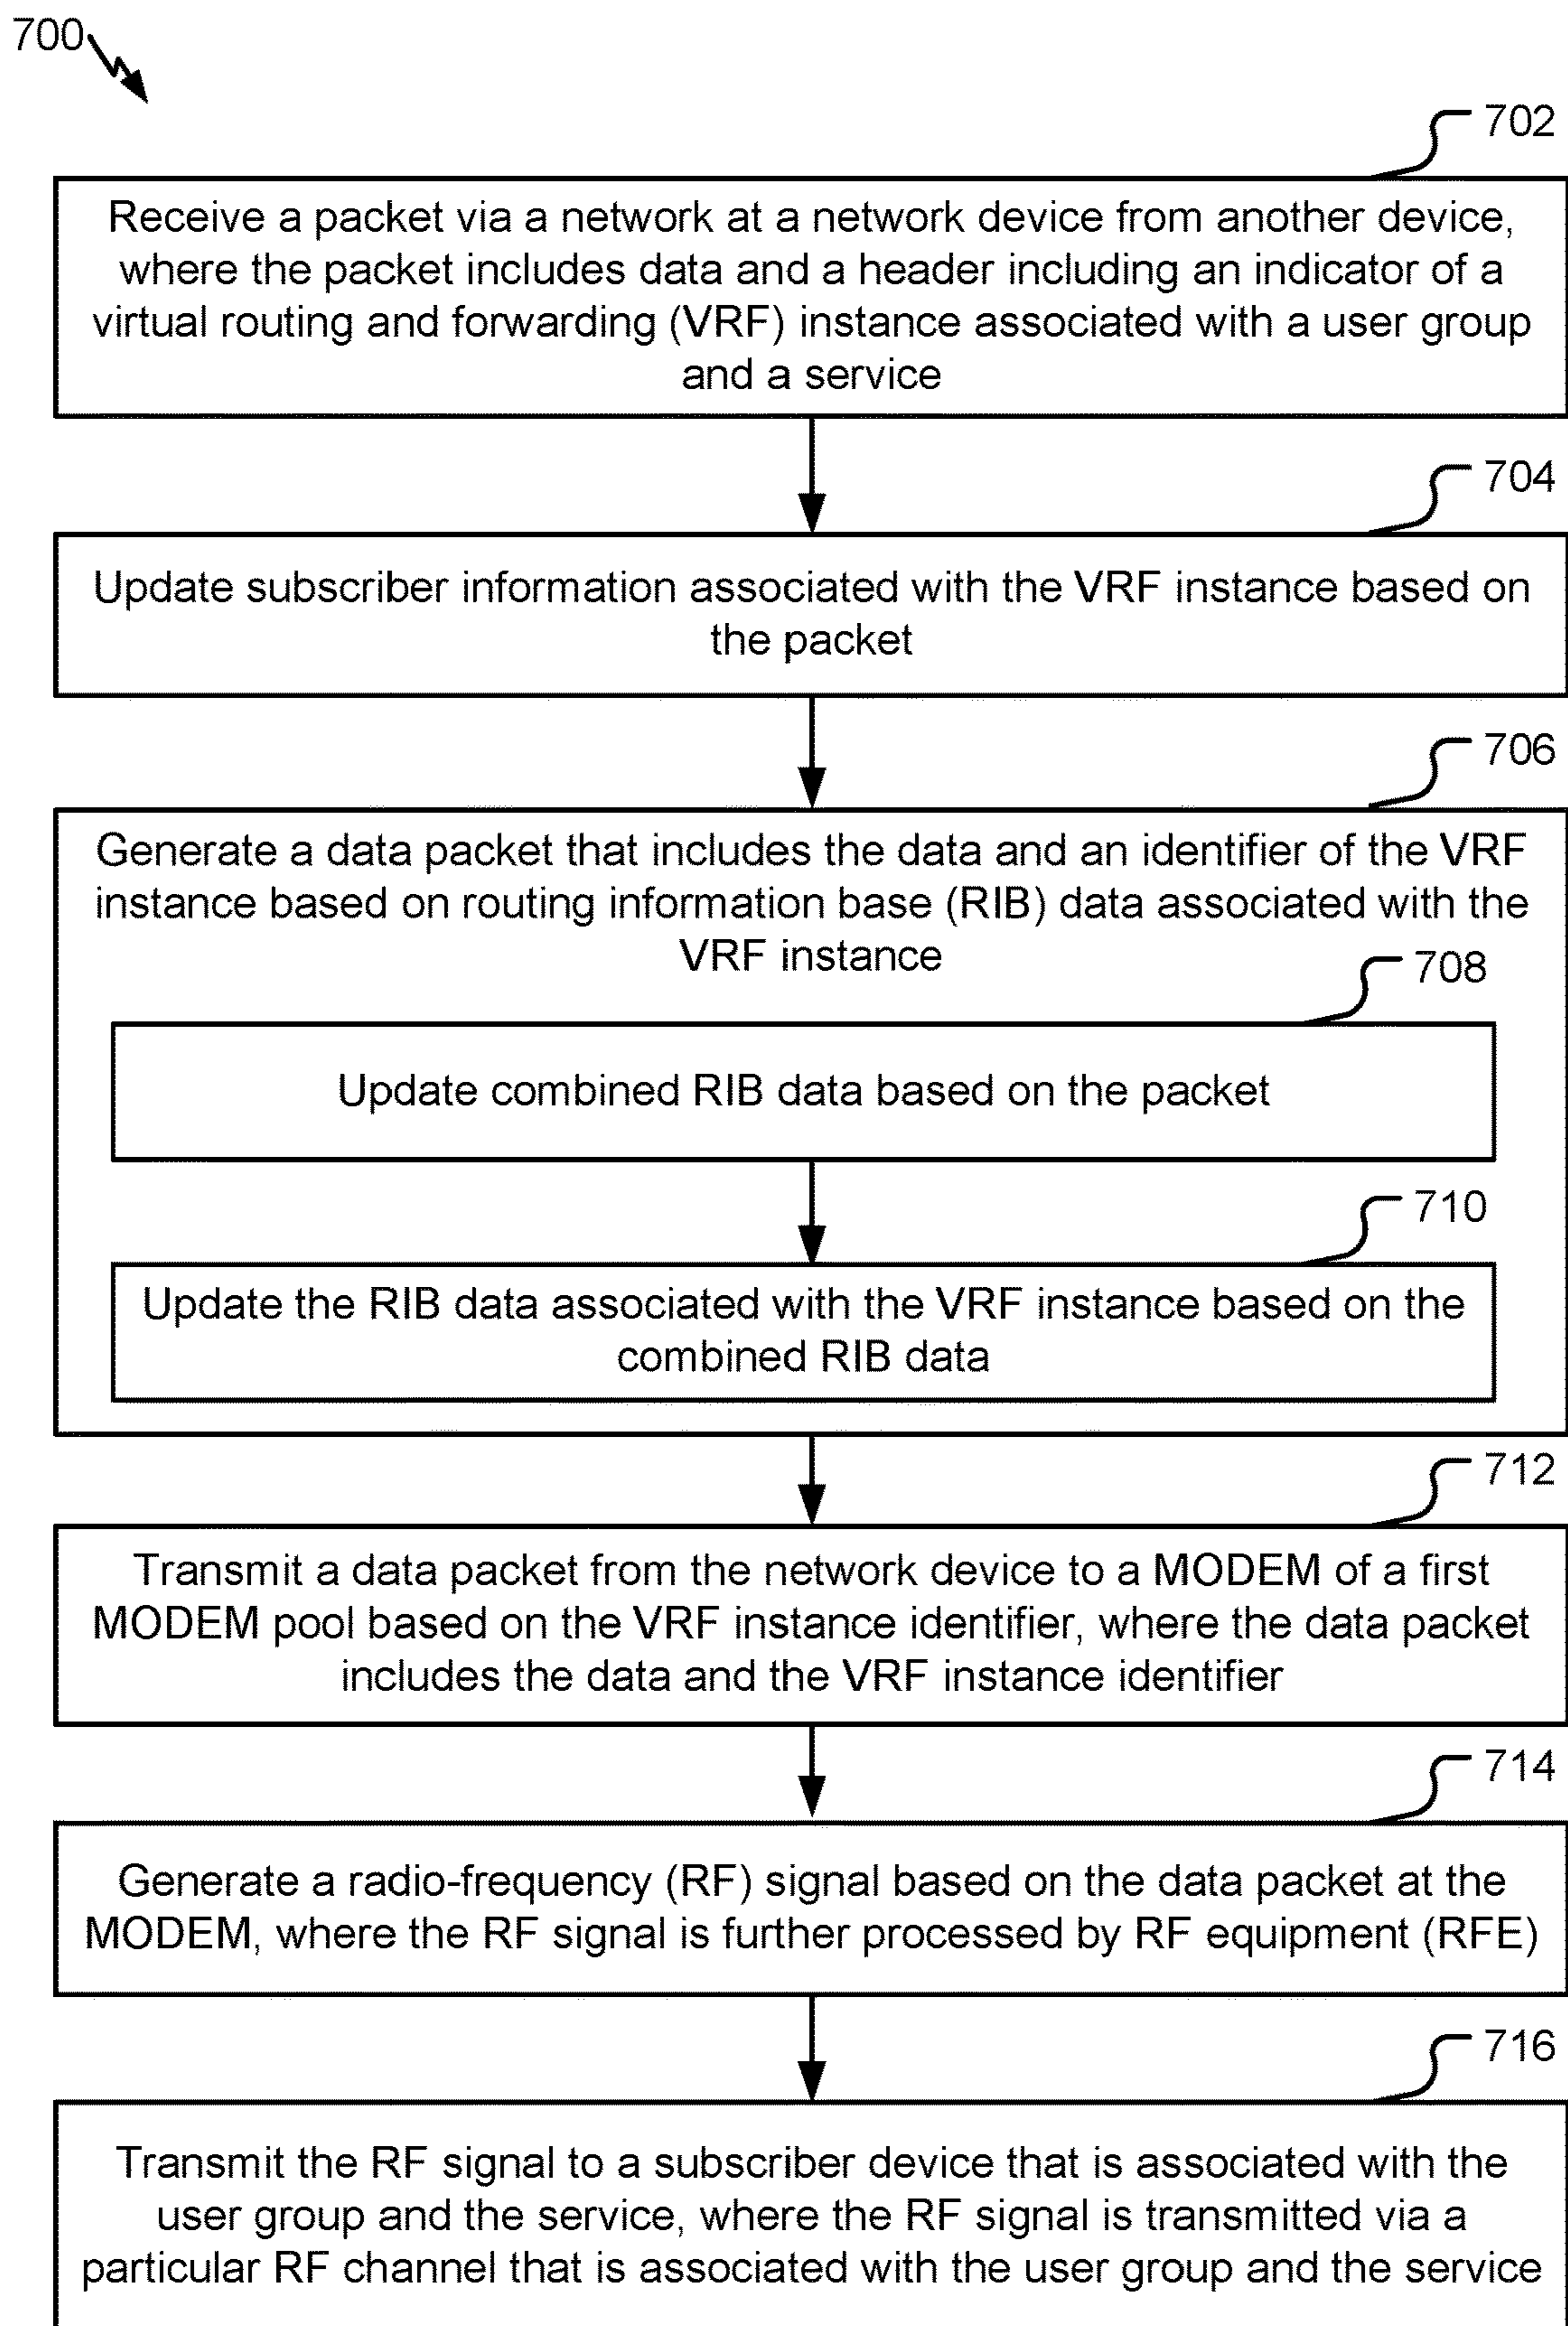 700
702
Receive a packet via a network at a network device from another device,
where the packet includes data and a header including an indicator of a
virtual routing and forwarding (VRF) instance associated with a user group
and a service
704
Update subscriber information associated with the VRF instance based on
the packet
706
Generate a data packet that includes the data and an identifier of the VRF
instance based on routing information base (RIB) data associated with the
VRF instance
708
Update combined RIB data based on the packet
710
Update the RIB data associated with the VRF instance based on the
combined RIB data
712
Transmit a data packet from the network device to a MODEM of a first
MODEM pool based on the VRF instance identifier, where the data packet
includes the data and the VRF instance identifier
714
Generate a radio-frequency (RF) signal based on the data packet at the
MODEM, where the RF signal is further processed by RF equipment (RFE)
716
Transmit the RF signal to a subscriber device that is associated with the
user group and the service, where the RF signal is transmitted via a
particular RF channel that is associated with the user group and the service